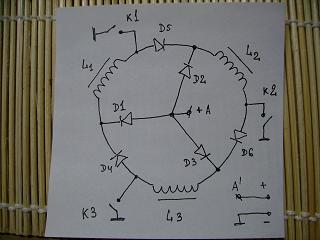 K1
D5
L1
L2
D2
K2
D1
+ A
D3
D6
D4
A' +
K3
L3
-